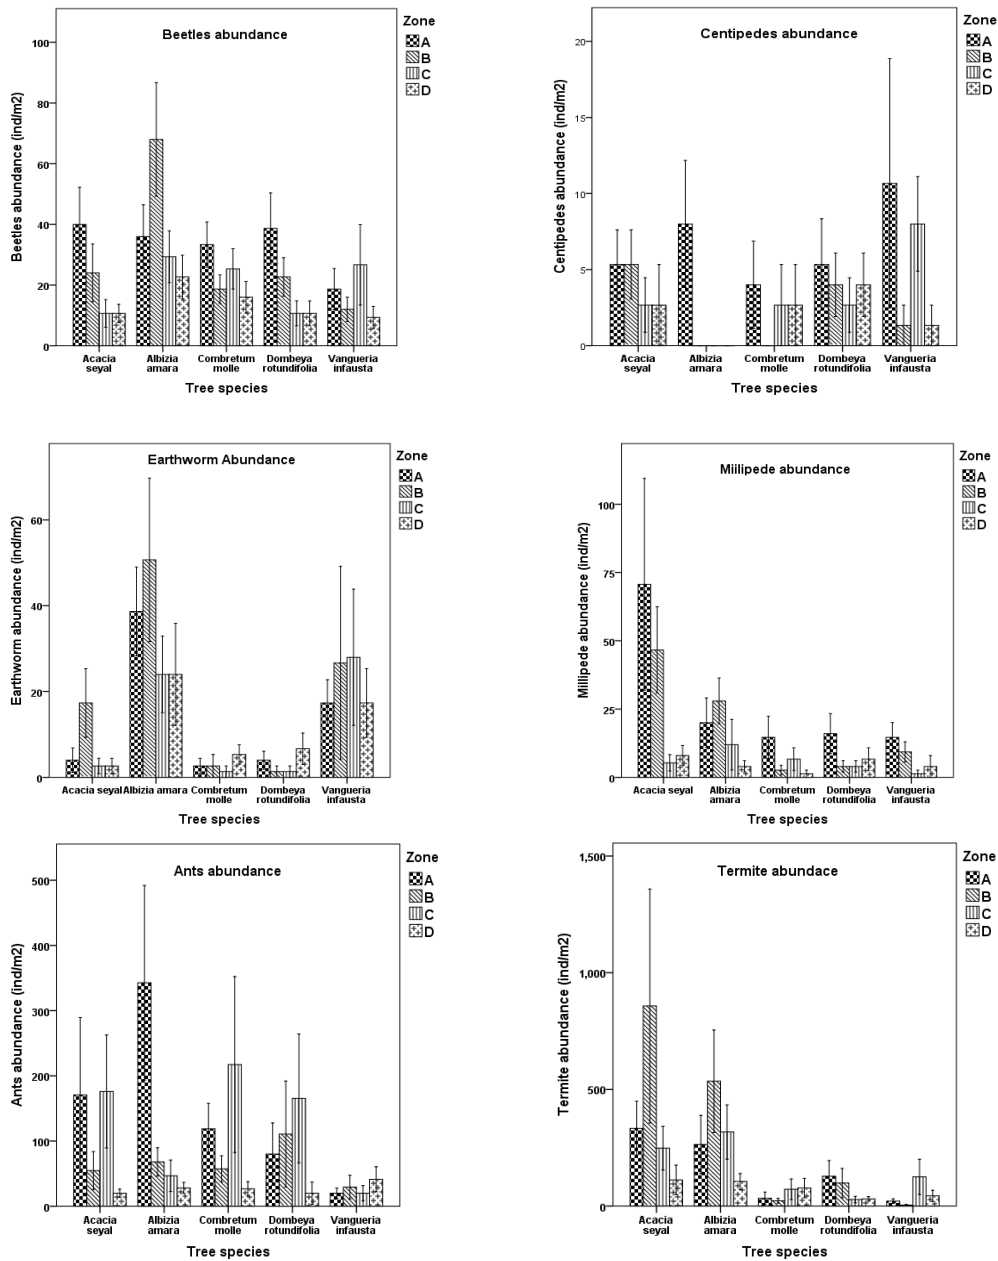 Beetles abundance
Zone
A
B
C
D
Beetles abundance (ind/m2)
100
80
60
40
20
0
Acacia seyal
Albizia amara
Combretum molle
Dombeya rotundifolia
Vangueria infausta
Tree species
Centipedes abundance
Zone
A
B
C
D
Centipedes abundance (ind/m2)
20
15
10
5
0
Acacia seyal
Albizia amara
Combretum molle
Dombeya rotundifolia
Vangueria infausta
Tree species
Earthworm Abundance
Zone
A
B
C
D
Earthworm abundance (ind/m2)
60
40
20
0
Acacia seyal
Albizia amara
Combretum molle
Dombeya rotundifolia
Vangueria infausta
Tree species
Miilipede abundance
Zone
A
B
C
D
Millipede abundance (ind/m2)
100
75
50
25
0
Acacia seyal
Albizia amara
Combretum molle
Dombeya rotundifolia
Vangueria infausta
Tree species
Ants abundance
Zone
A
B
C
D
Ants abundance (ind/m2)
500
400
300
200
100
0
Acacia seyal
Albizia amara
Combretum molle
Dombeya rotundifolia
Vangueria infausta
Tree species
Termite abundace
Zone
A
B
C
D
Termite abundance (ind/m2)
1,500
1,000
500
0
Acacia seyal
Albizia amara
Combretum molle
Dombeya rotundifolia
Vangueria infausta
Tree species